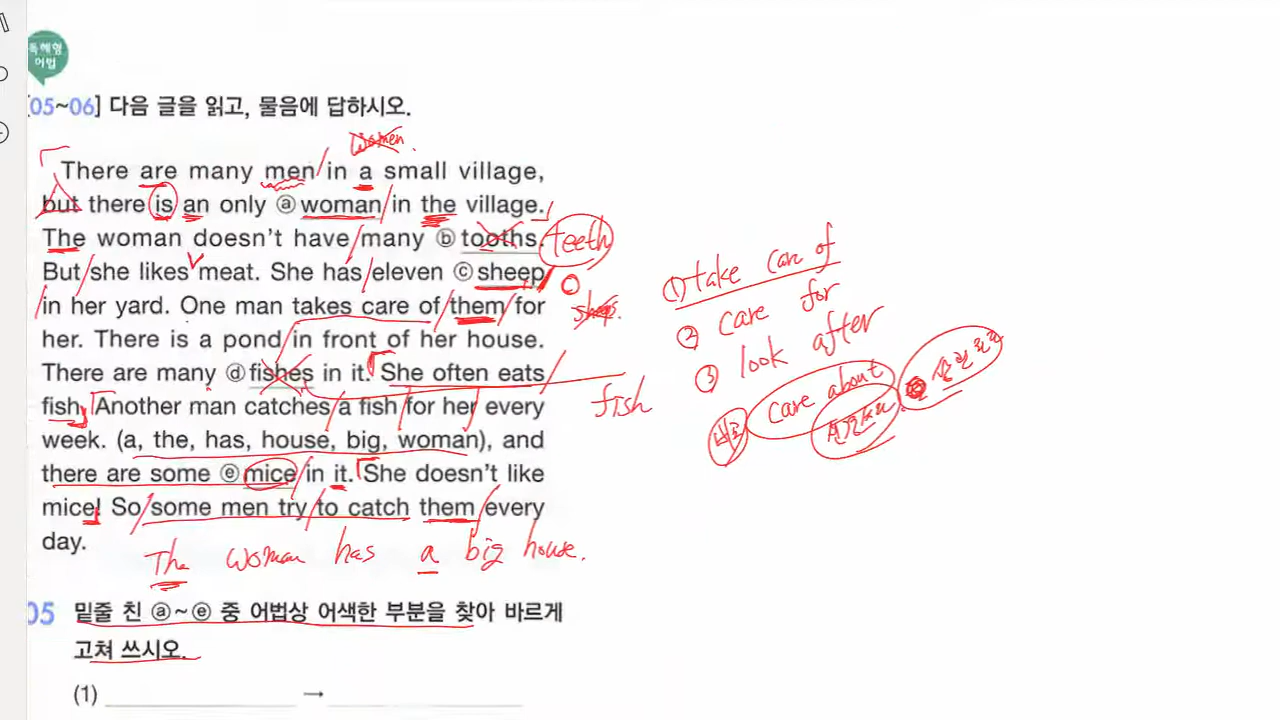 독해형
어법
[05~06] 다음 글을 읽고, 물음에 답하시오.
women
There are many men in a small village,
but there is an only ⓐ woman in the village.
The woman doesn't have many ⓑ tooths. teeth
But she likes meat. She has eleven ⓒ sheep
in her yard. One man takes care of them for
her. There is a pond in front of her house.
There are many ⓓ fishes in it. She often eats
fish. Another man catches a fish for her every
week. (a, the, has, house, big, woman), and
there are some ⓔ mice in it. She doesn't like
mice. So some men try to catch them every
day.
The woman has a big house.
fish
① take care of
② care for
③ look after
care about
05 밑줄 친 ⓐ~ⓔ 중 어법상 어색한 부분을 찾아 바르게
고쳐 쓰시오.
(1) →